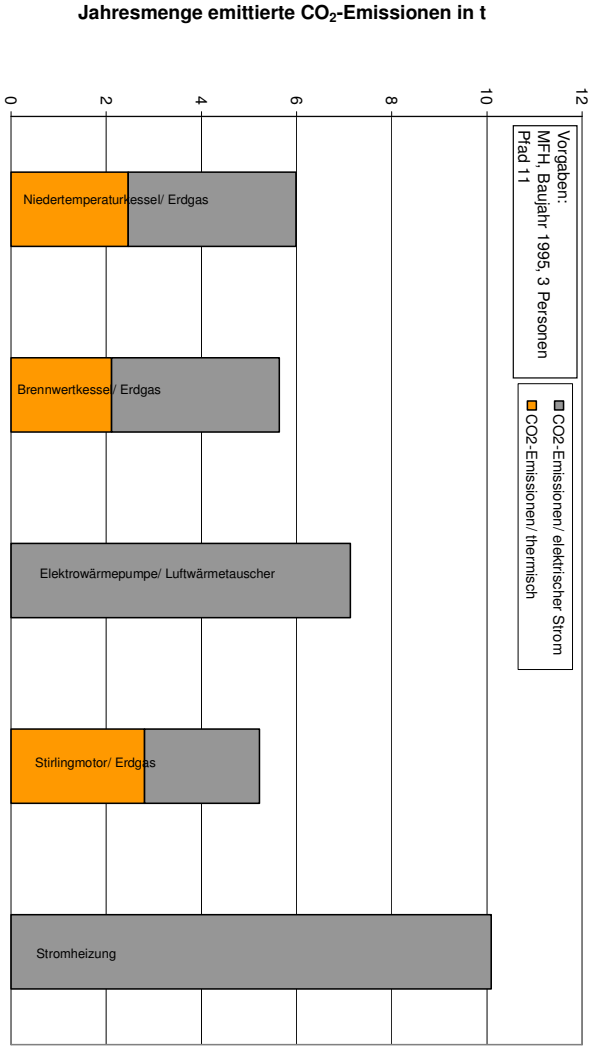 Jahresmenge emittierte CO₂-Emissionen in t
0
2
4
6
8
10
12
Vorgaben:
MFH, Baujahr 1995, 3 Personen
Pfad 11
CO2-Emissionen/ elektrischer Strom
CO2-Emissionen/ thermisch
Niedertemperaturkessel/ Erdgas
Brennwertkessel/ Erdgas
Elektrowärmepumpe/ Luftwärmetauscher
Stirlingmotor/ Erdgas
Stromheizung